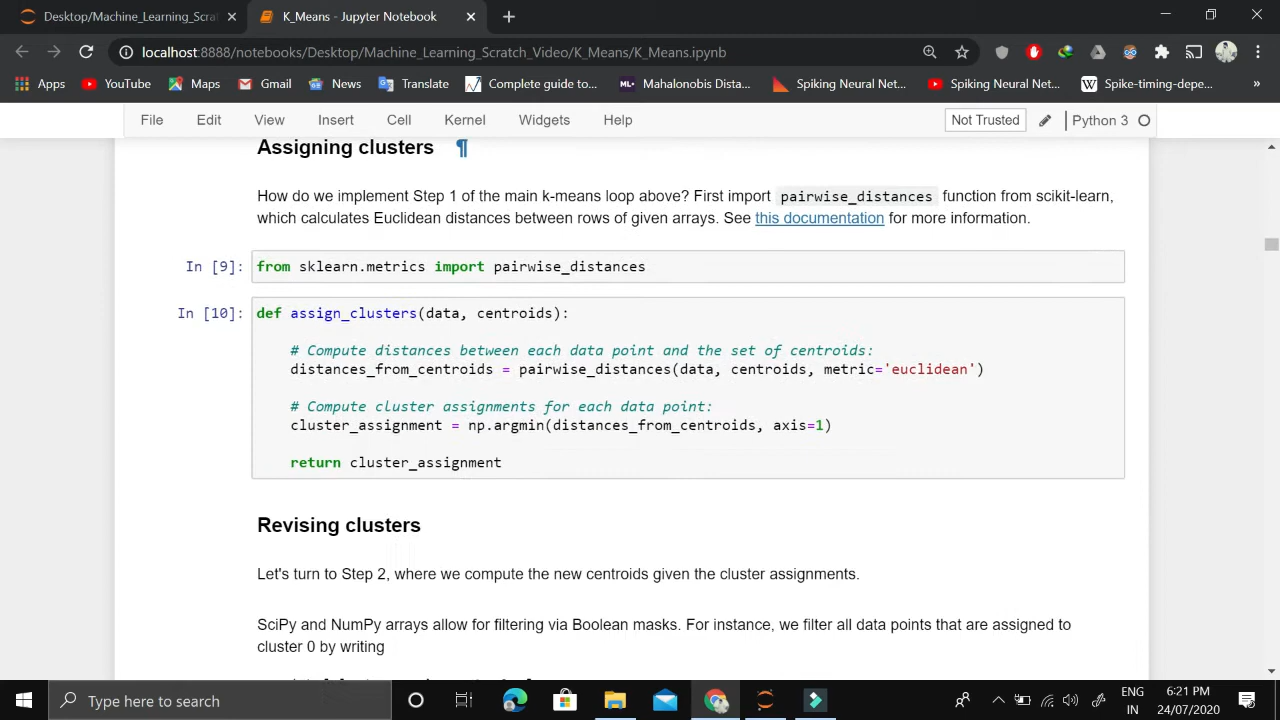 Desktop/Machine_Learning_Scrat
K_Means - Jupyter Notebook
localhost:8888/notebooks/Desktop/Machine_Learning_Scratch_Video/K_Means/K_Means.ipynb
Apps YouTube Maps Gmail News Translate Complete guide to... Mahalonobis Dista... Spiking Neural Net... Spiking Neural Net... Spike-timing-depe... »
File Edit View Insert Cell Kernel Widgets Help Not Trusted Python 3
Assigning clusters ¶
How do we implement Step 1 of the main k-means loop above? First import pairwise_distances function from scikit-learn,
which calculates Euclidean distances between rows of given arrays. See this documentation for more information.
In [9]: from sklearn.metrics import pairwise_distances
In [10]: def assign_clusters(data, centroids):
# Compute distances between each data point and the set of centroids:
distances_from_centroids = pairwise_distances(data, centroids, metric='euclidean')
# Compute cluster assignments for each data point:
cluster_assignment = np.argmin(distances_from_centroids, axis=1)
return cluster_assignment
Revising clusters
Let's turn to Step 2, where we compute the new centroids given the cluster assignments.
SciPy and NumPy arrays allow for filtering via Boolean masks. For instance, we filter all data points that are assigned to
cluster 0 by writing
Type here to search
ENG 6:21 PM
IN 24/07/2020